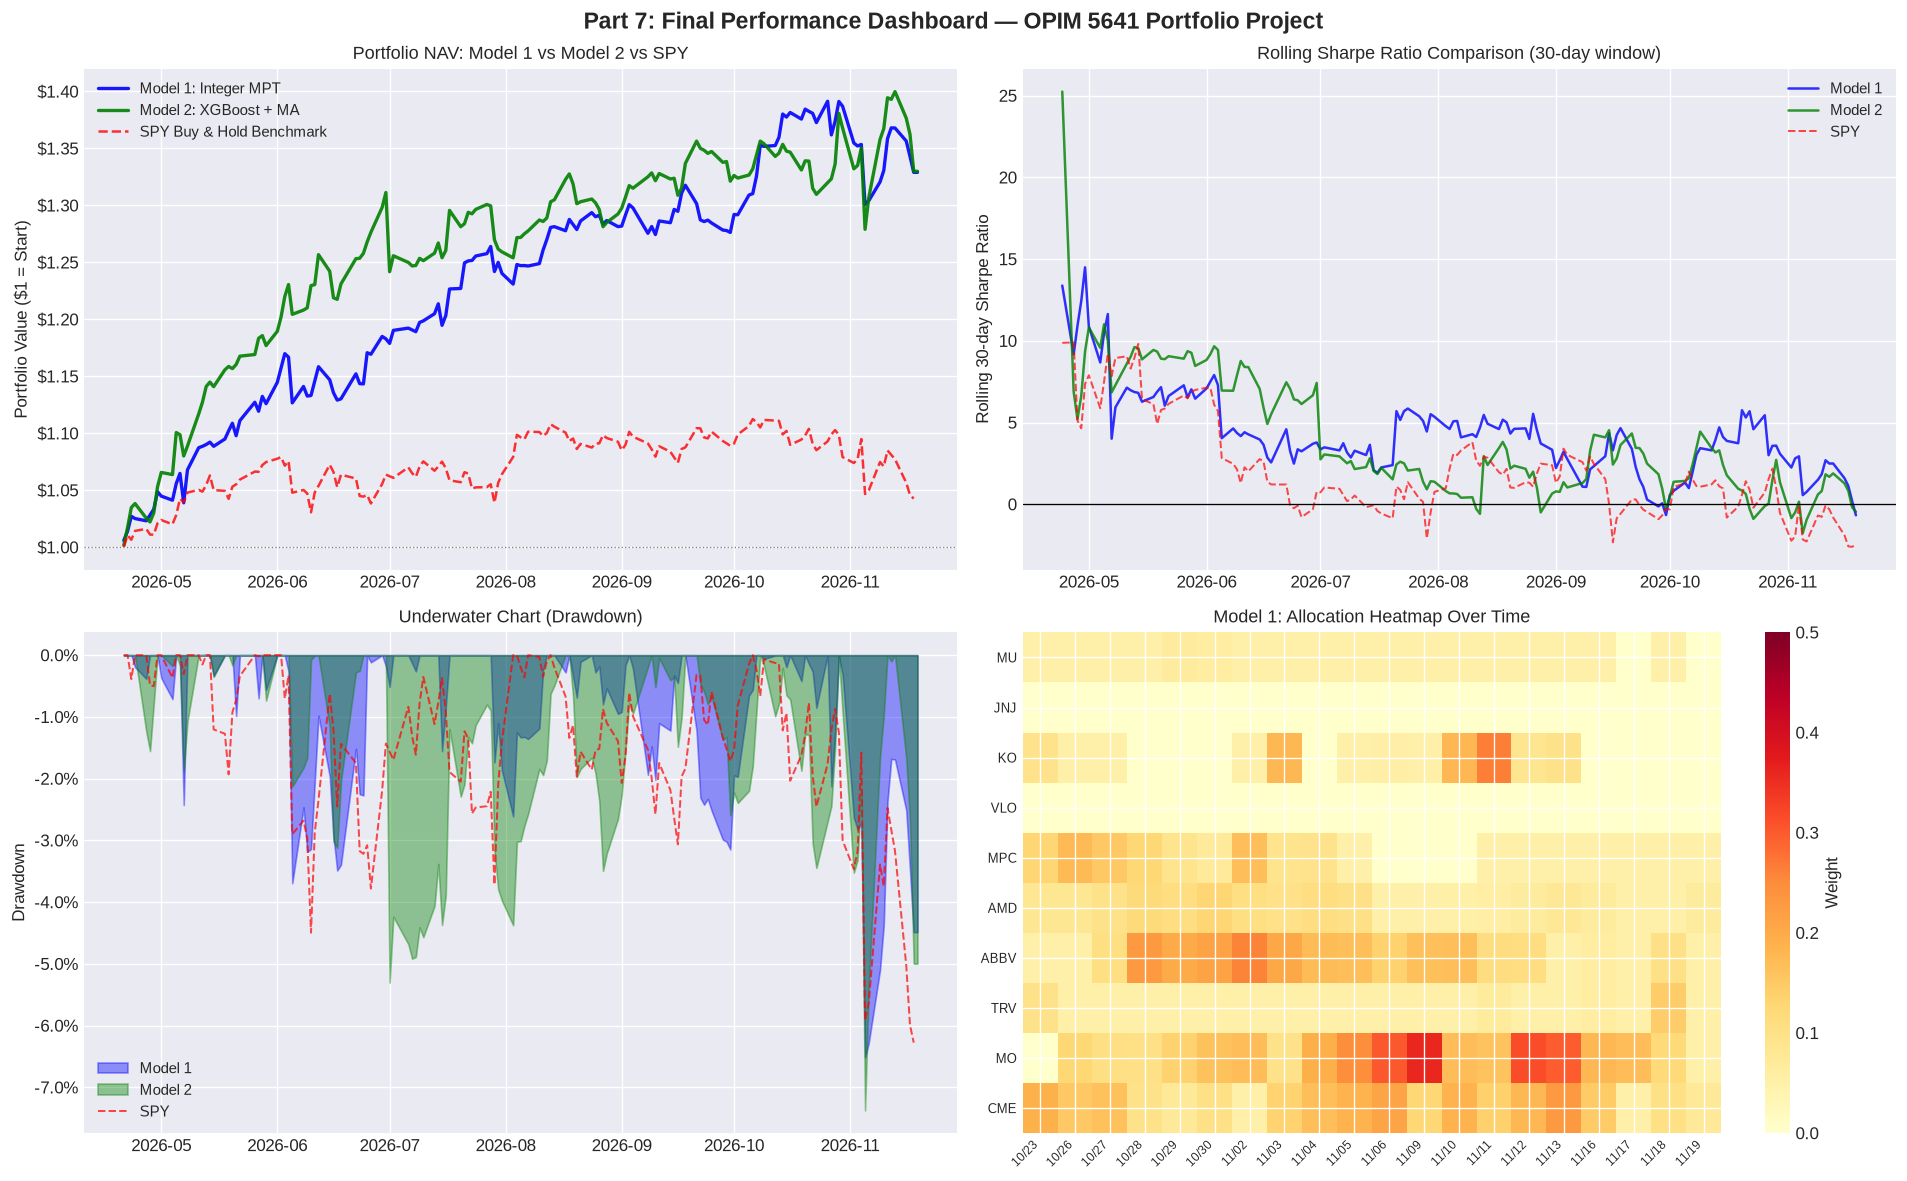 Part 7: Final Performance Dashboard — OPIM 5641 Portfolio Project
Portfolio NAV: Model 1 vs Model 2 vs SPY
Portfolio Value ($1 = Start)
$1.40
$1.35
$1.30
$1.25
$1.20
$1.15
$1.10
$1.05
$1.00
Model 1: Integer MPT
Model 2: XGBoost + MA
SPY Buy & Hold Benchmark
2026-05 2026-06 2026-07 2026-08 2026-09 2026-10 2026-11
Rolling Sharpe Ratio Comparison (30-day window)
Rolling 30-day Sharpe Ratio
25
20
15
10
5
0
Model 1
Model 2
SPY
2026-05 2026-06 2026-07 2026-08 2026-09 2026-10 2026-11
Underwater Chart (Drawdown)
Drawdown
0.0%
-1.0%
-2.0%
-3.0%
-4.0%
-5.0%
-6.0%
-7.0%
Model 1
Model 2
SPY
2026-05 2026-06 2026-07 2026-08 2026-09 2026-10 2026-11
Model 1: Allocation Heatmap Over Time
MU
JNJ
KO
VLO
MPC
AMD
ABBV
TRV
MO
CME
10/23 10/26 10/27 10/28 10/29 10/30 11/02 11/03 11/04 11/05 11/06 11/09 11/10 11/11 11/12 11/13 11/16 11/17 11/18 11/19
0.5
0.4
0.3
0.2
0.1
0.0
Weight